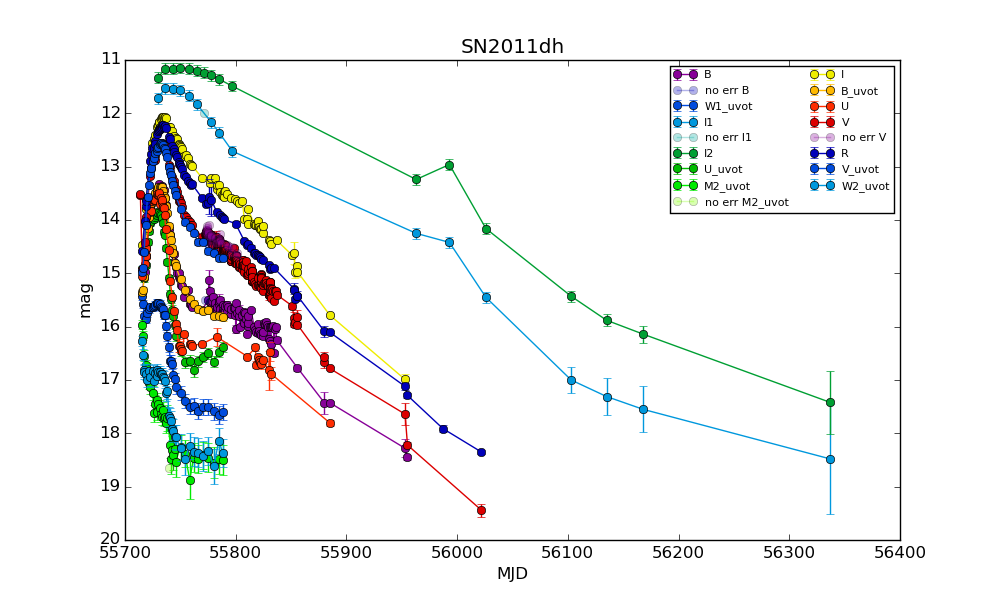 SN2011dh
11
12
13
14
15
16
17
18
19
20
mag
55700
55800
55900
56000
56100
56200
56300
56400
MJD
B
no err B
W1_uvot
I1
no err I1
I2
U_uvot
M2_uvot
no err M2_uvot
I
B_uvot
U
V
no err V
R
V_uvot
W2_uvot